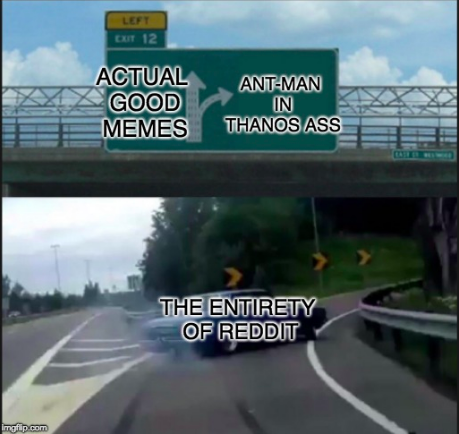 LEFT
EXIT 12
ACTUAL
GOOD
MEMES
ANT-MAN
IN
THANOS ASS
THE ENTIRETY
OF REDDIT
imgflip.com